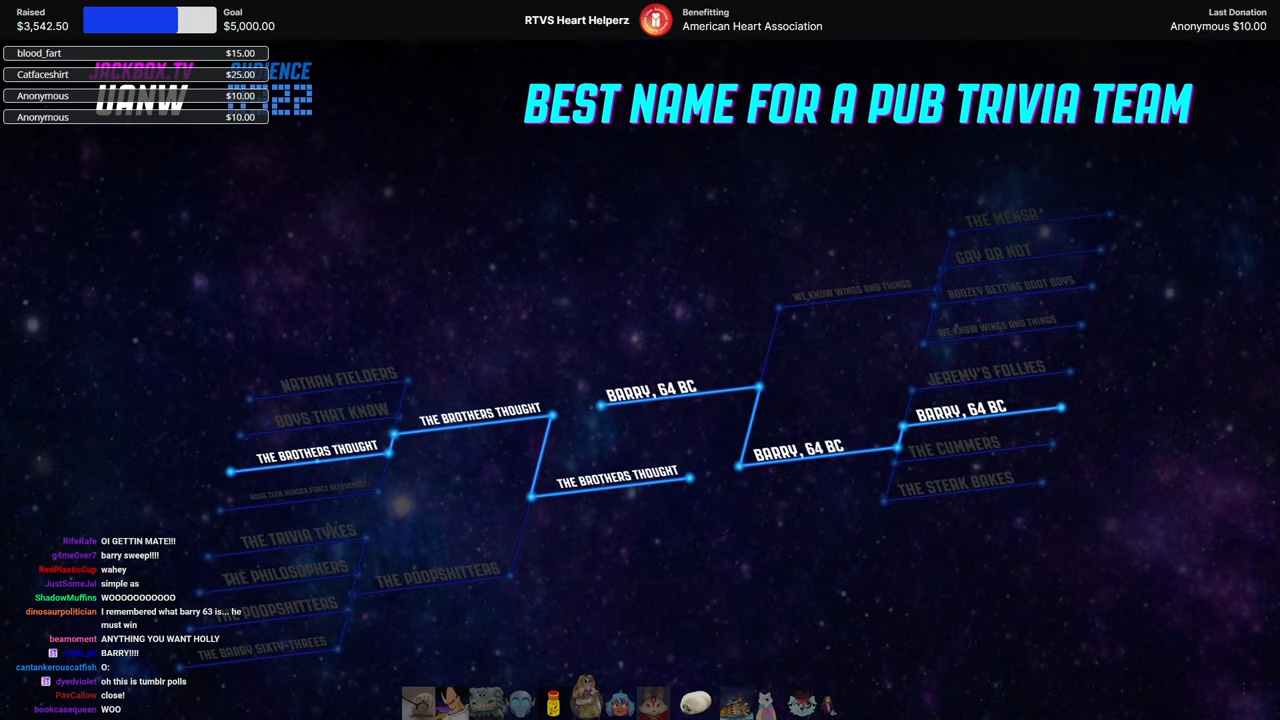 Raised
$3,542.50
Goal
$5,000.00
RTVS Heart Helperz
Benefitting
American Heart Association
Last Donation
Anonymous $10.00
blood_fart $15.00
Catfaceshirt $25.00
Anonymous $10.00
Anonymous $10.00
JACKBOX.TV
BEST NAME FOR A PUB TRIVIA TEAM
THE MENSA*
GAY OR NOT
BOOZEY BETTING BOOT BOYS
WE KNOW WINGS AND THINGS
WE KNOW WINGS AND THINGS
JEREMY'S FOLLIES
BARRY, 64 BC
THE CUMMERS
THE STEAK BAKES
BARRY, 64 BC
BARRY, 64 BC
NATHAN FIELDERS
BOYS THAT KNOW
THE BROTHERS THOUGHT
THE BROTHERS THOUGHT
THE BROTHERS THOUGHT
THE TRIVIA TYKES
THE PHILOSOPHERS
THE POOPSHITTERS
THE POOPSHITTERS
THE BARRY SIXTY-THREES
RifeRafe OI GETTIN MATE!!!
g4me0ver7 barry sweep!!!!
RedPlasticCup wahey
JustSomeJal simple as
ShadowMuffins WOOOOOOOOOOO
dinosaurpolitician I remembered what barry 63 is... he
must win
beamoment ANYTHING YOU WANT HOLLY
BARRY!!!!
cantankerouscatfish O:
dyedviolet oh this is tumblr polls
PaxCallow close!
bookcasequeen WOO